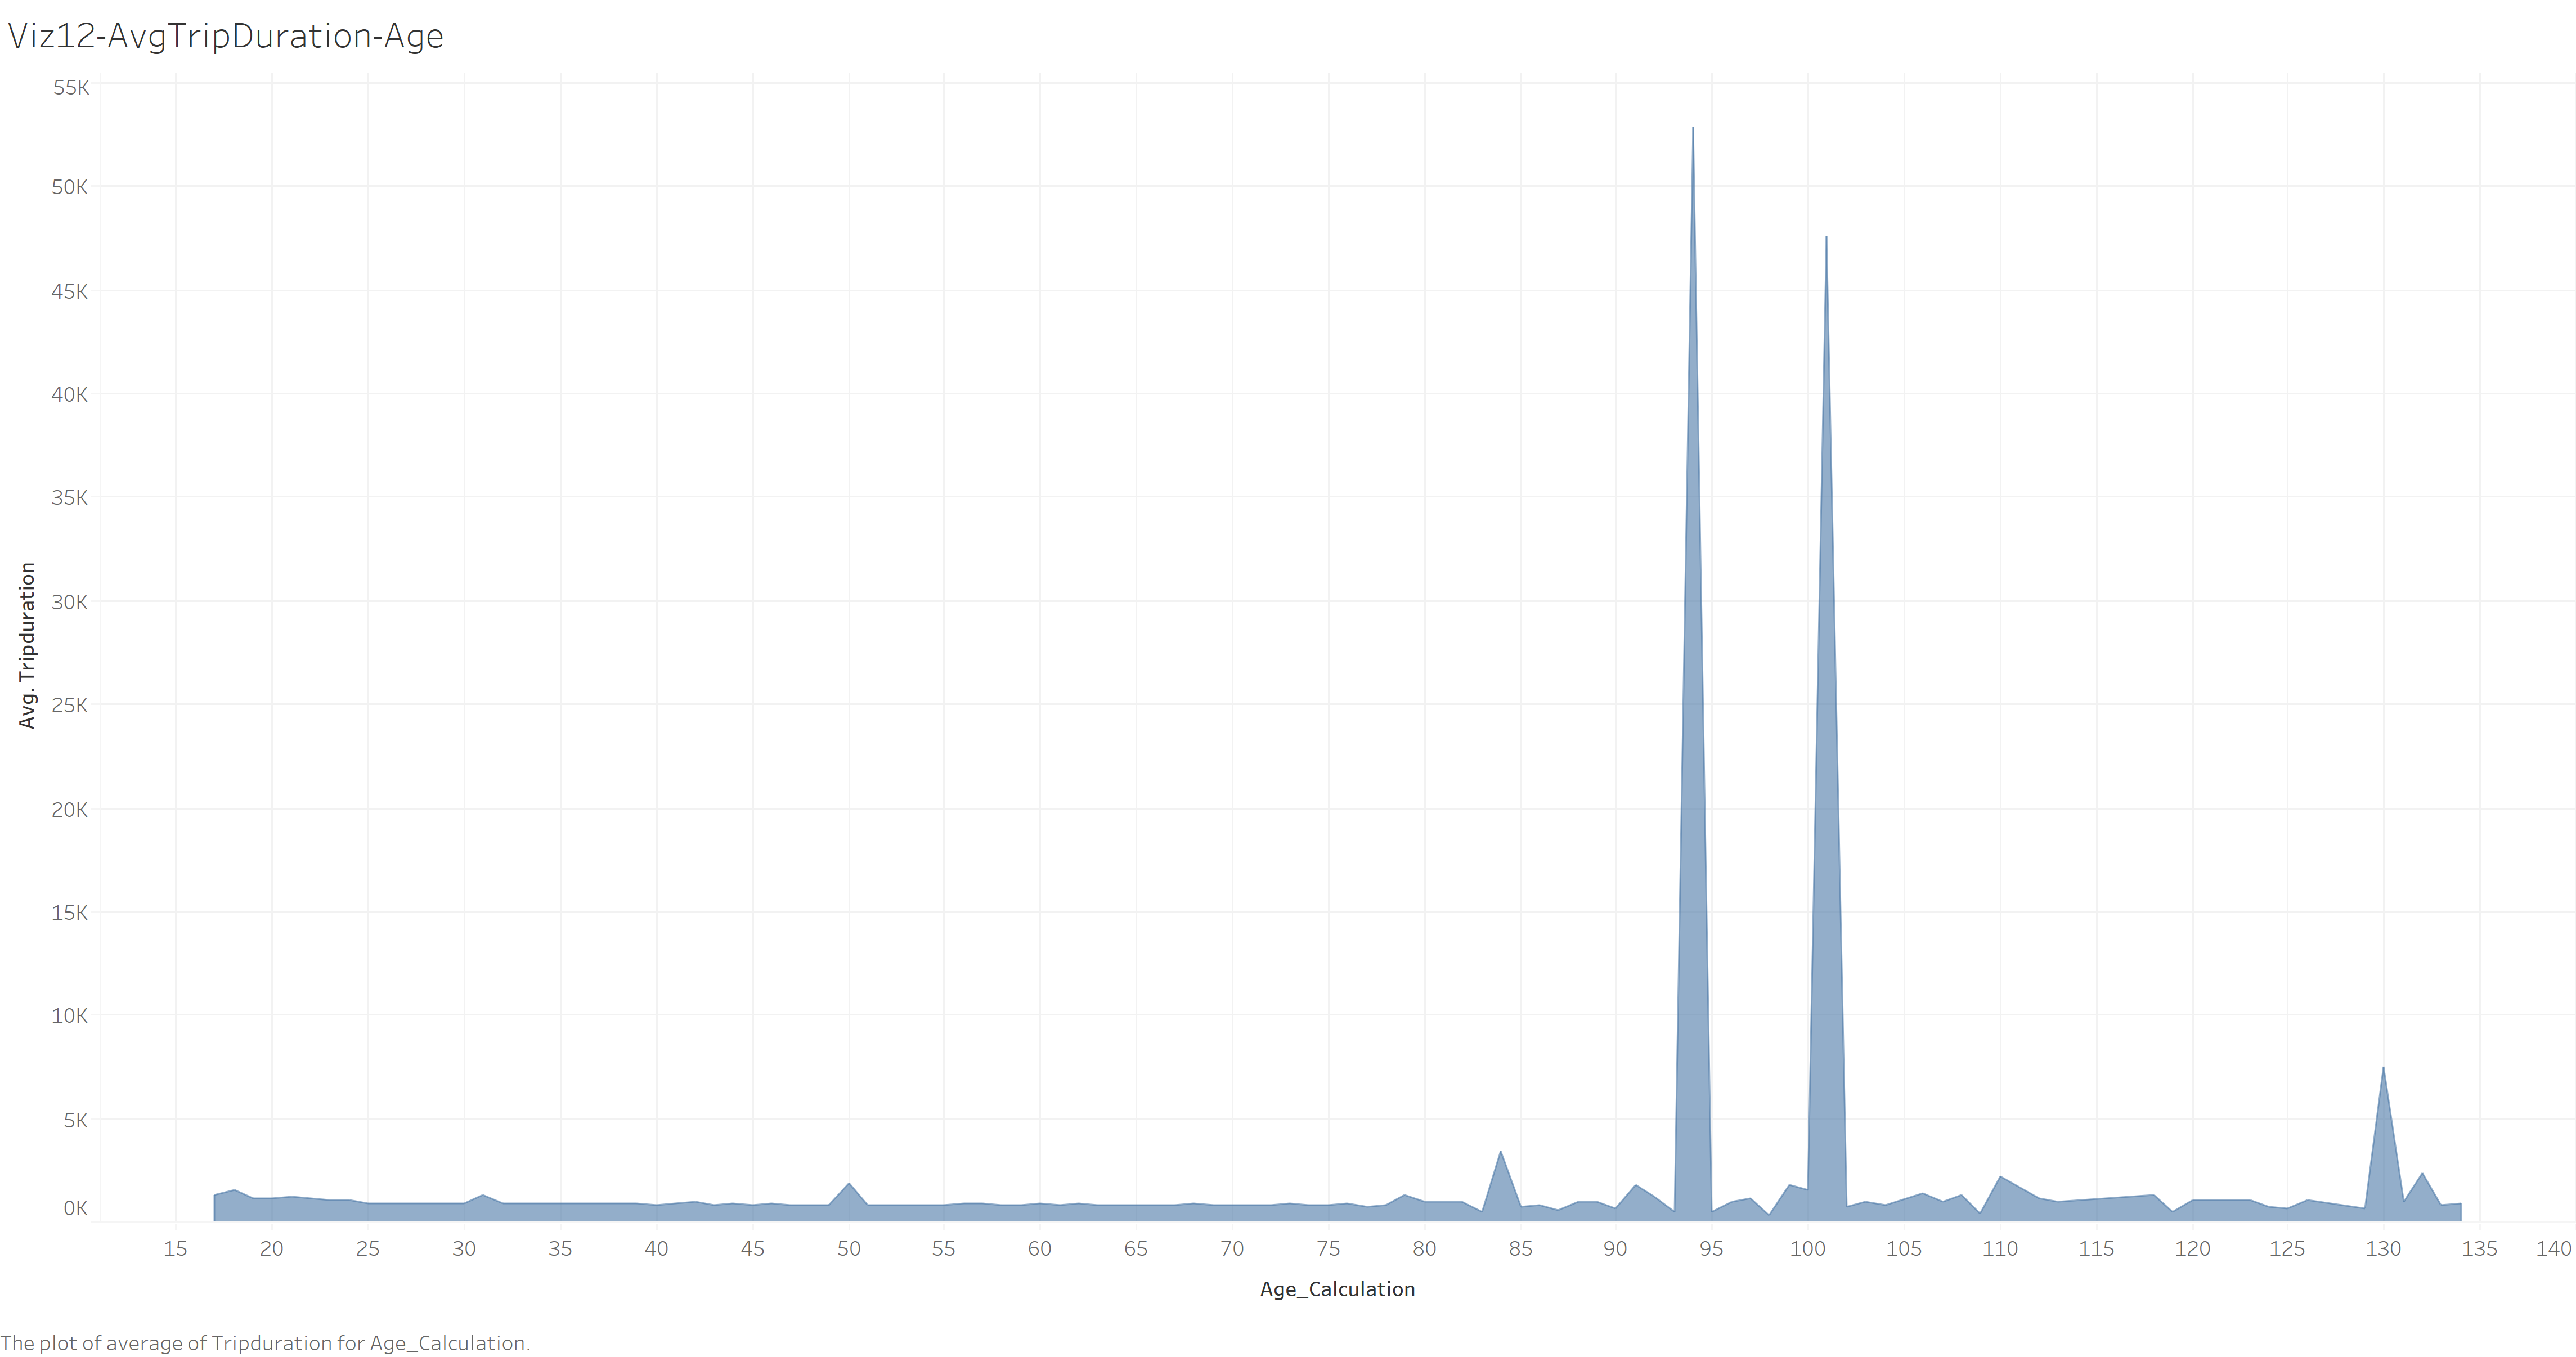 Viz12-AvgTripDuration-Age
55K
50K
45K
40K
35K
30K
25K
20K
15K
10K
5K
0K
Avg. Tripduration
15 20 25 30 35 40 45 50 55 60 65 70 75 80 85 90 95 100 105 110 115 120 125 130 135 140
Age_Calculation
The plot of average of Tripduration for Age_Calculation.